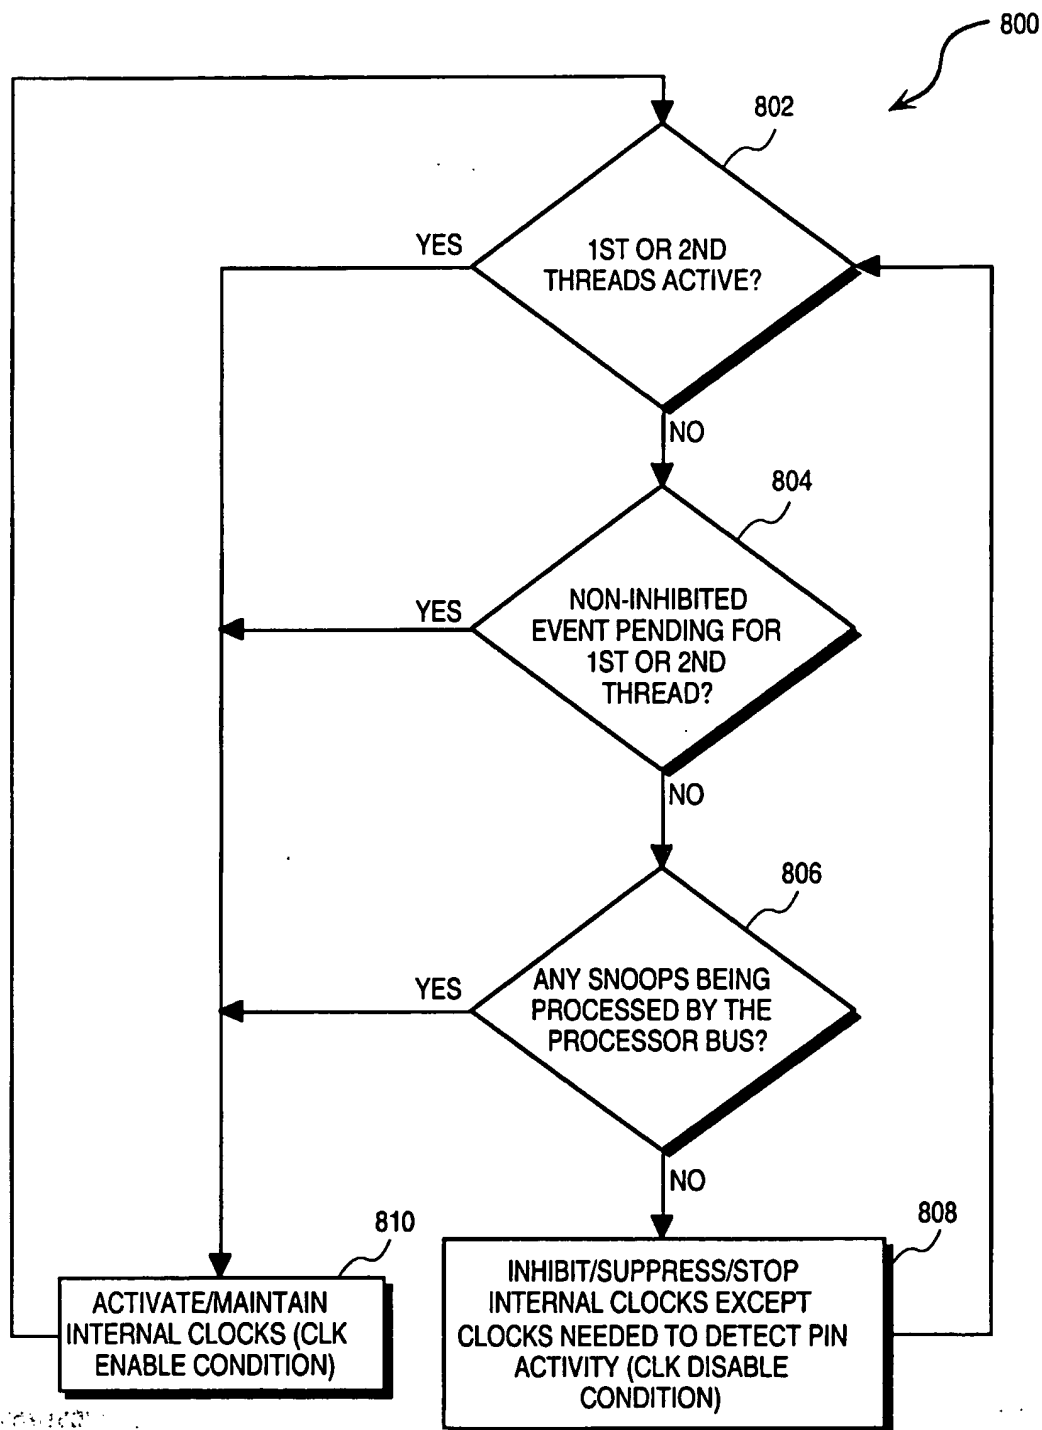 800
802
YES
1ST OR 2ND
THREADS ACTIVE?
NO
804
YES
NON-INHIBITED
EVENT PENDING FOR
1ST OR 2ND
THREAD?
NO
806
YES
ANY SNOOPS BEING
PROCESSED BY THE
PROCESSOR BUS?
NO
810
ACTIVATE/MAINTAIN
INTERNAL CLOCKS (CLK
ENABLE CONDITION)
808
INHIBIT/SUPPRESS/STOP
INTERNAL CLOCKS EXCEPT
CLOCKS NEEDED TO DETECT PIN
ACTIVITY (CLK DISABLE
CONDITION)